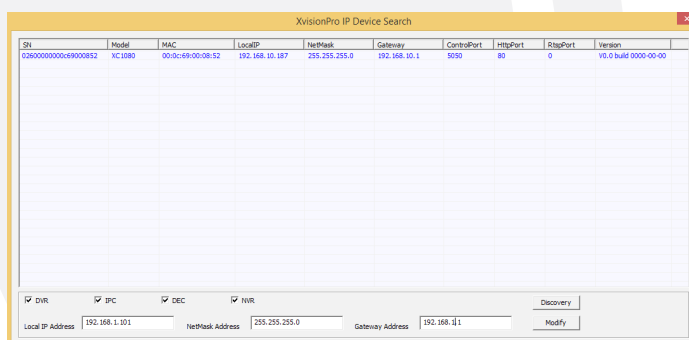 XvisionPro IP Device Search
SN Model MAC LocalIP NetMask Gateway ControlPort HttpPort RtspPort Version
02600000000c69000852 XC1080 00:0c:69:00:08:52 192.168.10.187 255.255.255.0 192.168.10.1 5050 80 0 V0.0 build 0000-00-00
DVR IPC DEC NVR Discovery
Local IP Address 192.168.1.101 NetMask Address 255.255.255.0 Gateway Address 192.168.1.1 Modify